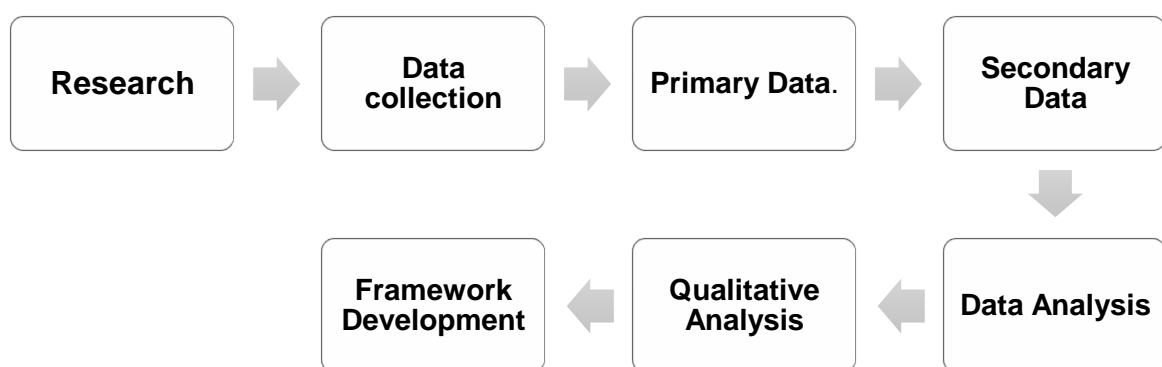 Research
Data
collection
Primary Data.
Secondary
Data
Data Analysis
Qualitative
Analysis
Framework
Development